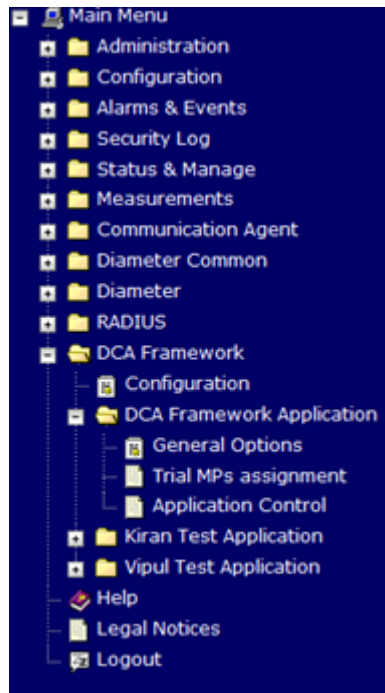 Main Menu
Administration
Configuration
Alarms & Events
Security Log
Status & Manage
Measurements
Communication Agent
Diameter Common
Diameter
RADIUS
DCA Framework
Configuration
DCA Framework Application
General Options
Trial MPs assignment
Application Control
Kiran Test Application
Vipul Test Application
Help
Legal Notices
Logout